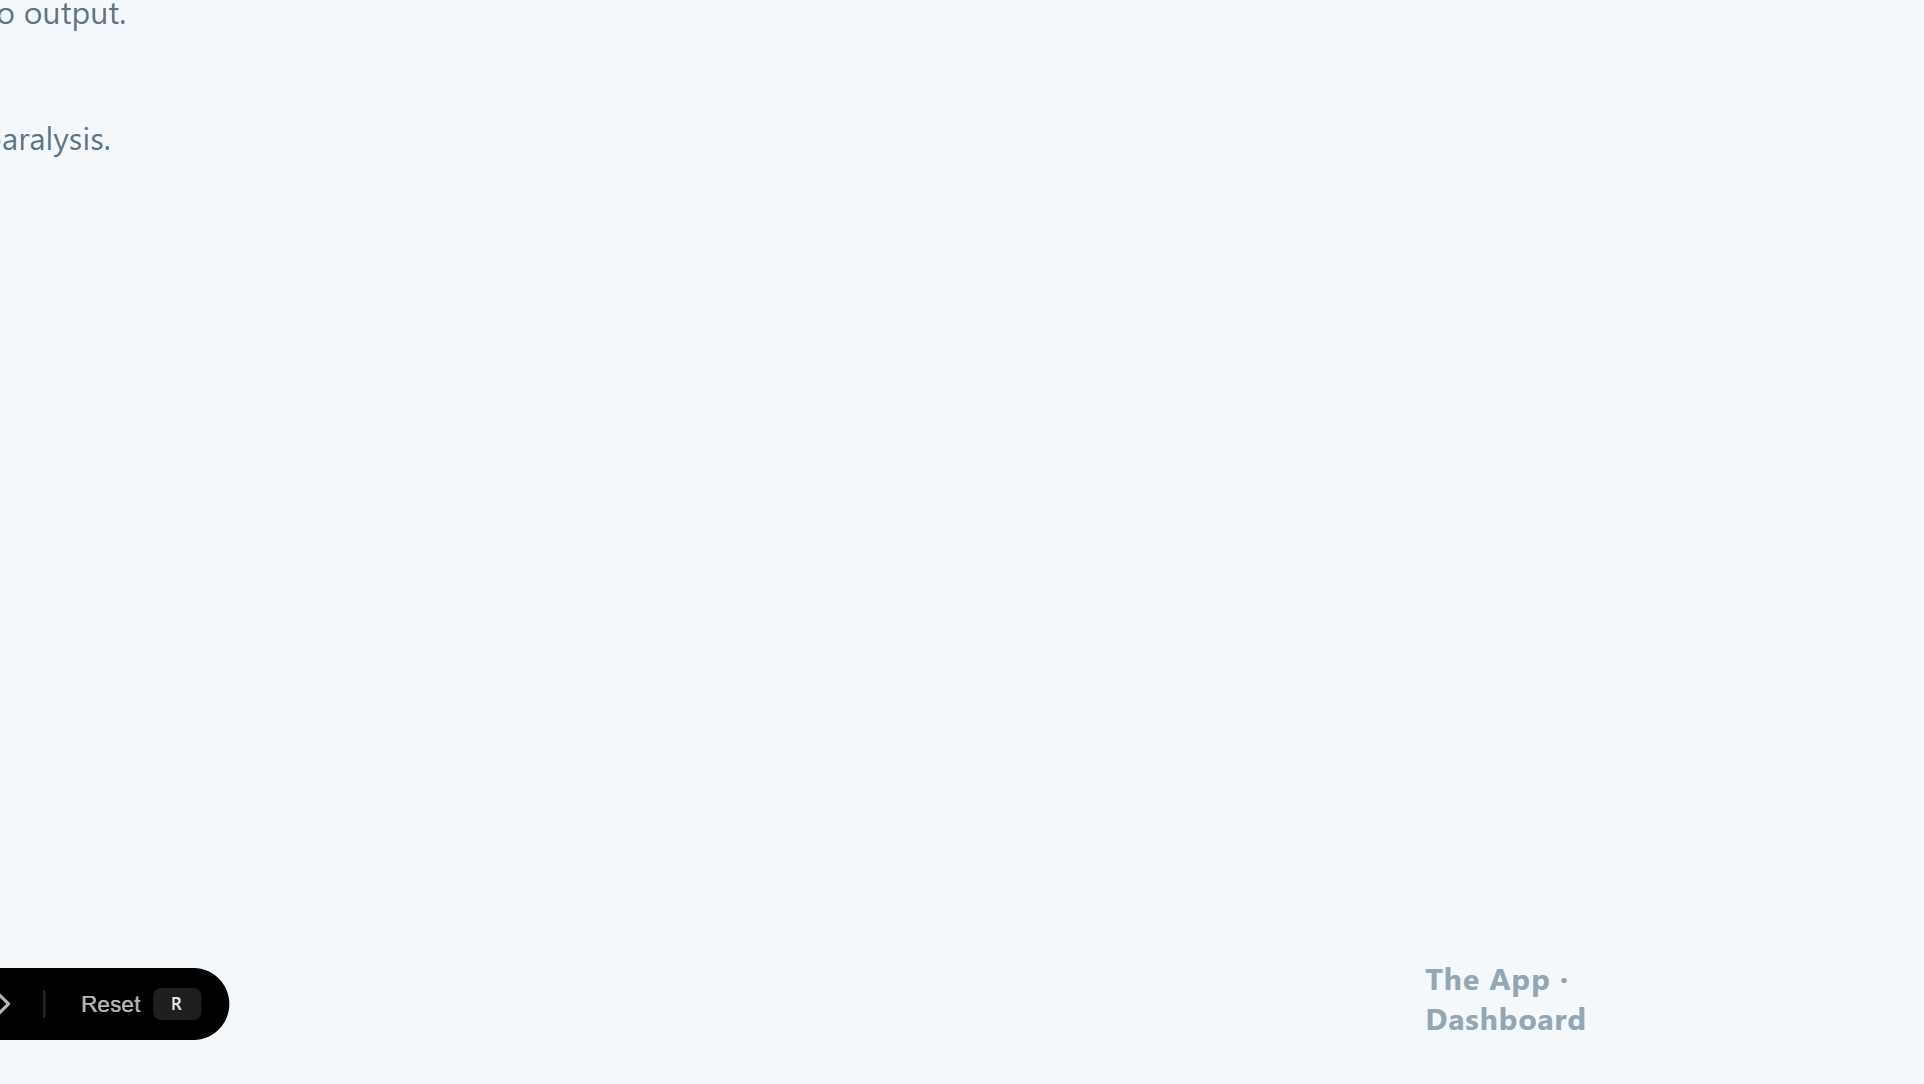 o output.
aralysis.
Reset R
The App ·
Dashboard